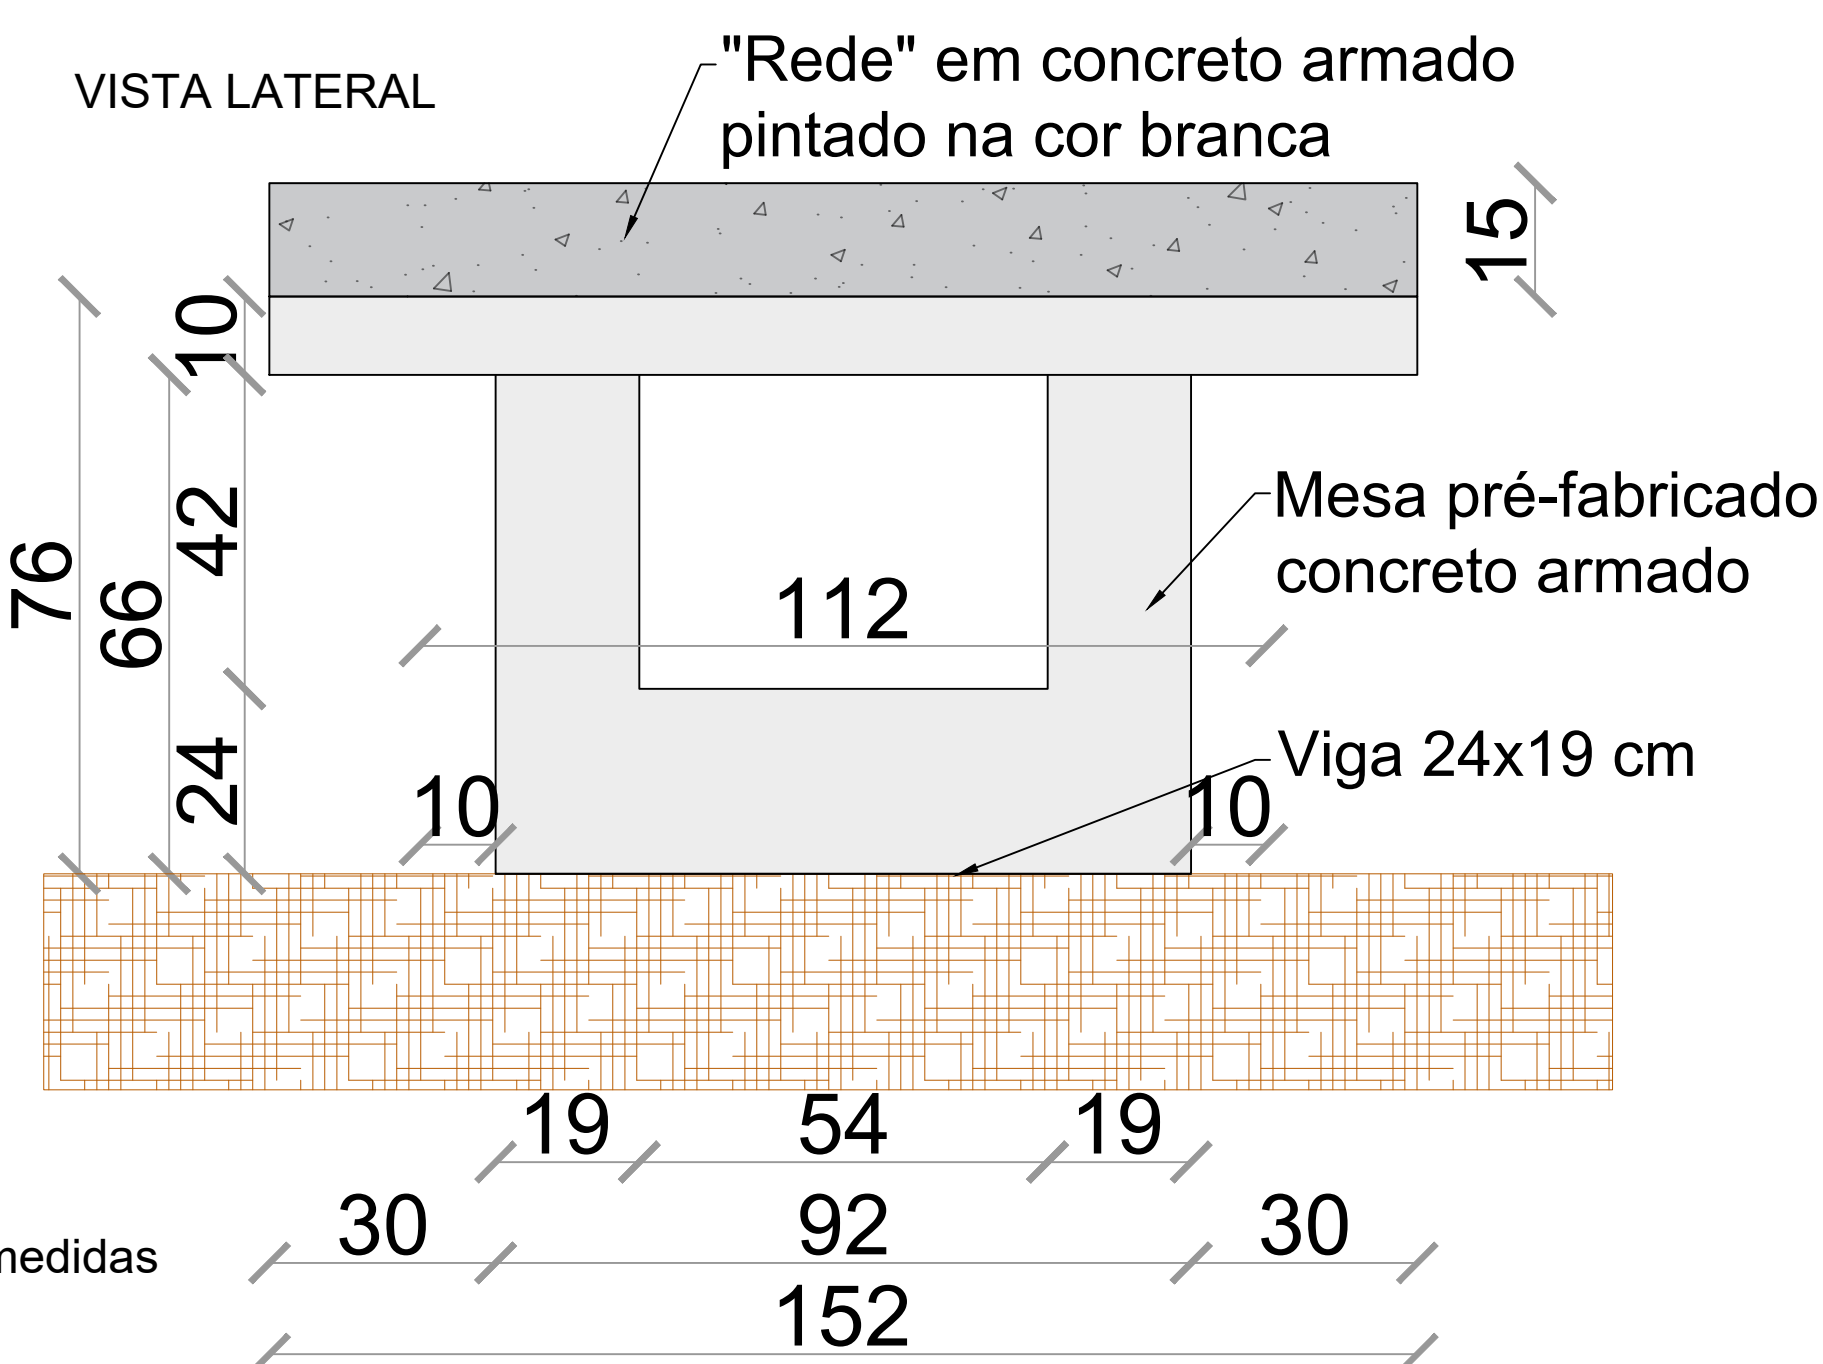 VISTA LATERAL
"Rede" em concreto armado
pintado na cor branca
15
10
42
76
66
24
Mesa pré-fabricado
concreto armado
112
Viga 24x19 cm
10
10
19 54 19
30 92 30
medidas
152